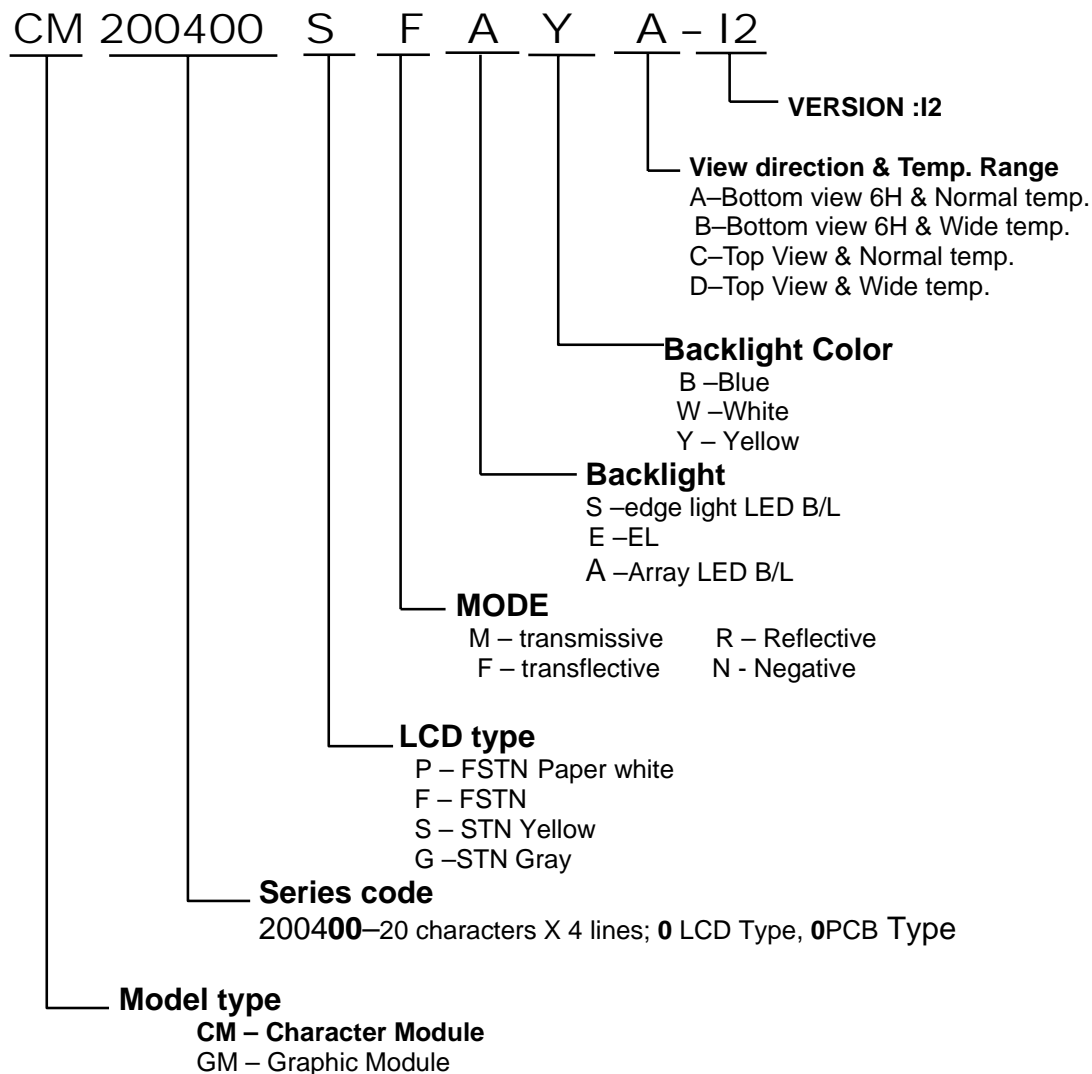 CM 200400 S F A Y A – I2
VERSION :I2
View direction & Temp. Range
A–Bottom view 6H & Normal temp.
B–Bottom view 6H & Wide temp.
C–Top View & Normal temp.
D–Top View & Wide temp.
Backlight Color
B –Blue
W –White
Y – Yellow
Backlight
S –edge light LED B/L
E –EL
A –Array LED B/L
MODE
M – transmissive R – Reflective
F – transflective N - Negative
LCD type
P – FSTN Paper white
F – FSTN
S – STN Yellow
G –STN Gray
Series code
200400–20 characters X 4 lines; 0 LCD Type, 0PCB Type
Model type
CM – Character Module
GM – Graphic Module